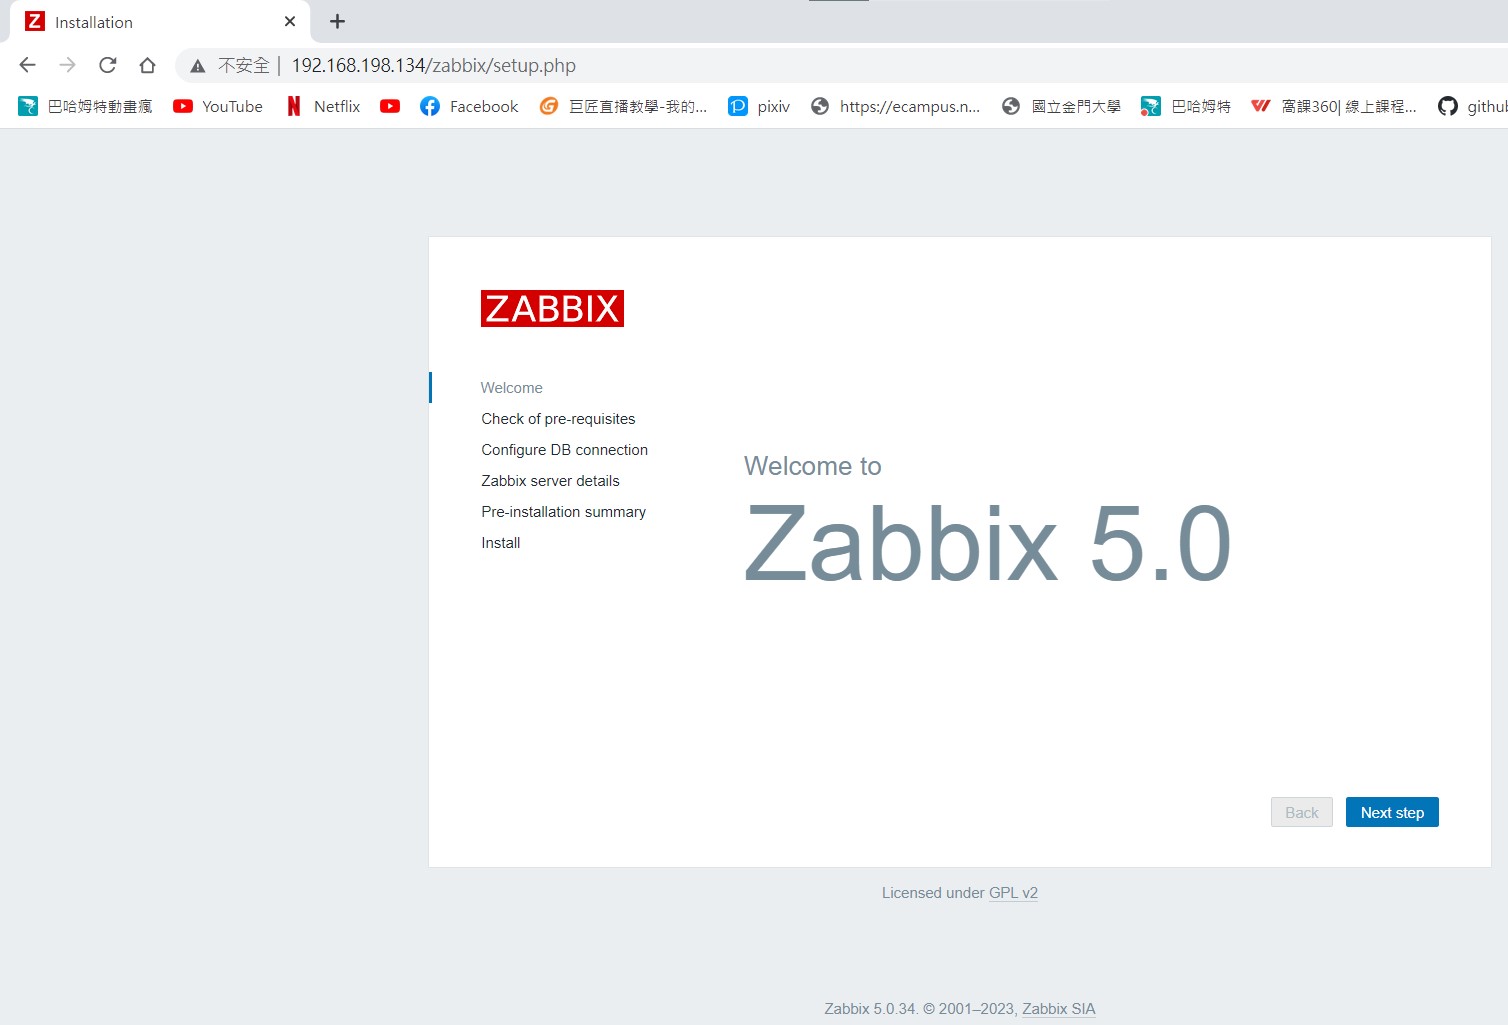 Installation
不安全 | 192.168.198.134/zabbix/setup.php
巴哈姆特動畫瘋 YouTube Netflix Facebook 巨匠直播教學-我的... pixiv https://ecampus.n... 國立金門大學 巴哈姆特 窩課360| 線上課程... github
ZABBIX
Welcome
Check of pre-requisites
Configure DB connection
Zabbix server details
Pre-installation summary
Install
Welcome to
Zabbix 5.0
Back Next step
Licensed under GPL v2
Zabbix 5.0.34. © 2001–2023, Zabbix SIA